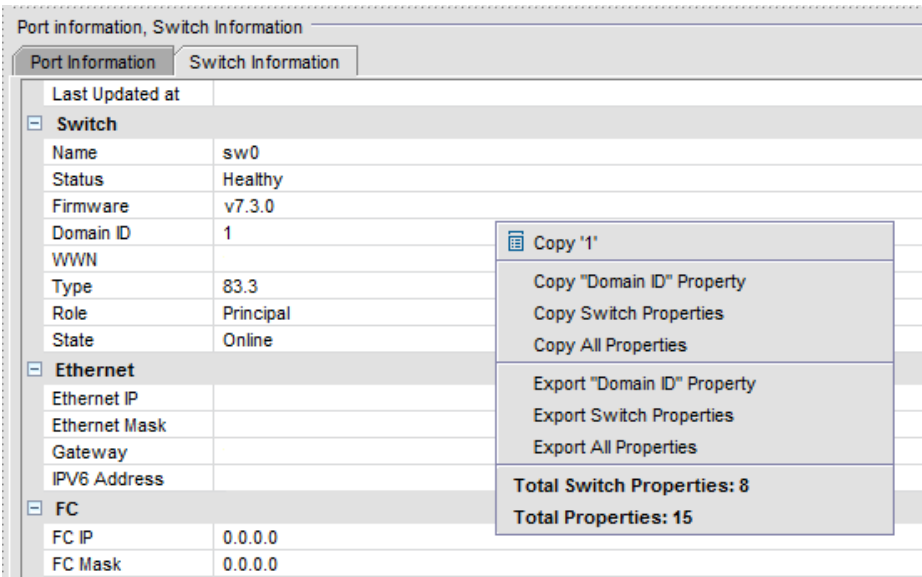 Port information, Switch Information
Port Information Switch Information
Last Updated at
Switch
Name sw0
Status Healthy
Firmware v7.3.0
Domain ID 1
WWN
Type 83.3
Role Principal
State Online
Ethernet
Ethernet IP
Ethernet Mask
Gateway
IPV6 Address
FC
FC IP 0.0.0.0
FC Mask 0.0.0.0
Copy '1'
Copy "Domain ID" Property
Copy Switch Properties
Copy All Properties
Export "Domain ID" Property
Export Switch Properties
Export All Properties
Total Switch Properties: 8
Total Properties: 15